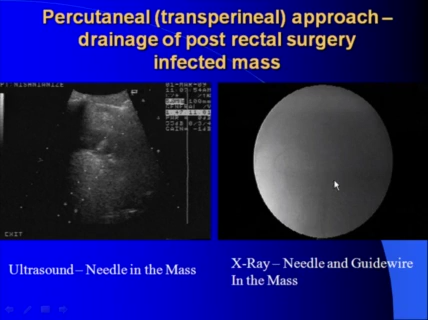 Percutaneal (transperineal) approach –
drainage of post rectal surgery
infected mass
EXIT
Ultrasound – Needle in the Mass
X-Ray – Needle and Guidewire
In the Mass